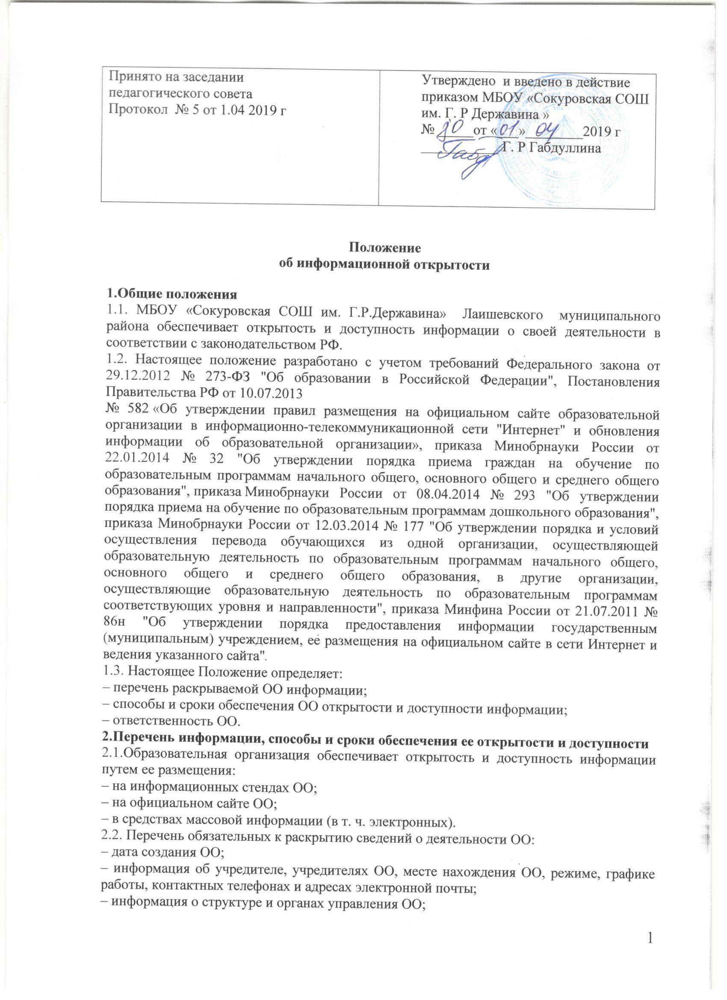 Принято на заседании
педагогического совета
Протокол № 5 от 1.04 2019 г
Утверждено и введено в действие
приказом МБОУ «Сокуровская СОШ
им. Г. Р Державина »
№ _____ от « 01 » 04 ________ 2019 г
___________ Г. Р Габдуллина
Положение
об информационной открытости
1.Общие положения
1.1. МБОУ «Сокуровская СОШ им. Г.Р.Державина» Лаишевского муниципального
района обеспечивает открытость и доступность информации о своей деятельности в
соответствии с законодательством РФ.
1.2. Настоящее положение разработано с учетом требований Федерального закона от
29.12.2012 № 273-ФЗ "Об образовании в Российской Федерации", Постановления
Правительства РФ от 10.07.2013
№ 582 «Об утверждении правил размещения на официальном сайте образовательной
организации в информационно-телекоммуникационной сети "Интернет" и обновления
информации об образовательной организации», приказа Минобрнауки России от
22.01.2014 № 32 "Об утверждении порядка приема граждан на обучение по
образовательным программам начального общего, основного общего и среднего общего
образования", приказа Минобрнауки России от 08.04.2014 № 293 "Об утверждении
порядка приема на обучение по образовательным программам дошкольного образования",
приказа Минобрнауки России от 12.03.2014 № 177 "Об утверждении порядка и условий
осуществления перевода обучающихся из одной организации, осуществляющей
образовательную деятельность по образовательным программам начального общего,
основного общего и среднего общего образования, в другие организации,
осуществляющие образовательную деятельность по образовательным программам
соответствующих уровня и направленности", приказа Минфина России от 21.07.2011 №
86н "Об утверждении порядка предоставления информации государственным
(муниципальным) учреждением, ее размещения на официальном сайте в сети Интернет и
ведения указанного сайта".
1.3. Настоящее Положение определяет:
– перечень раскрываемой ОО информации;
– способы и сроки обеспечения ОО открытости и доступности информации;
– ответственность ОО.
2.Перечень информации, способы и сроки обеспечения ее открытости и доступности
2.1.Образовательная организация обеспечивает открытость и доступность информации
путем ее размещения:
– на информационных стендах ОО;
– на официальном сайте ОО;
– в средствах массовой информации (в т. ч. электронных).
2.2. Перечень обязательных к раскрытию сведений о деятельности ОО:
– дата создания ОО;
– информация об учредителе, учредителях ОО, месте нахождения ОО, режиме, графике
работы, контактных телефонах и адресах электронной почты;
– информация о структуре и органах управления ОО;
1